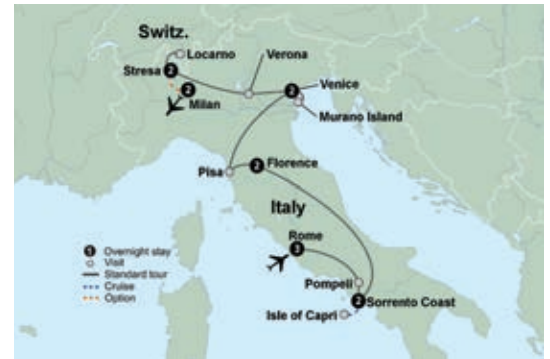 Switz.
Locarno
Verona
Stresa
2
2
Venice
2
Milan
Murano Island
2
Florence
Pisa
Italy
1 Overnight stay
Visit
Standard tour
Cruise
Option
Rome
3
Pompeii
2
Sorrento Coast
Isle of Capri